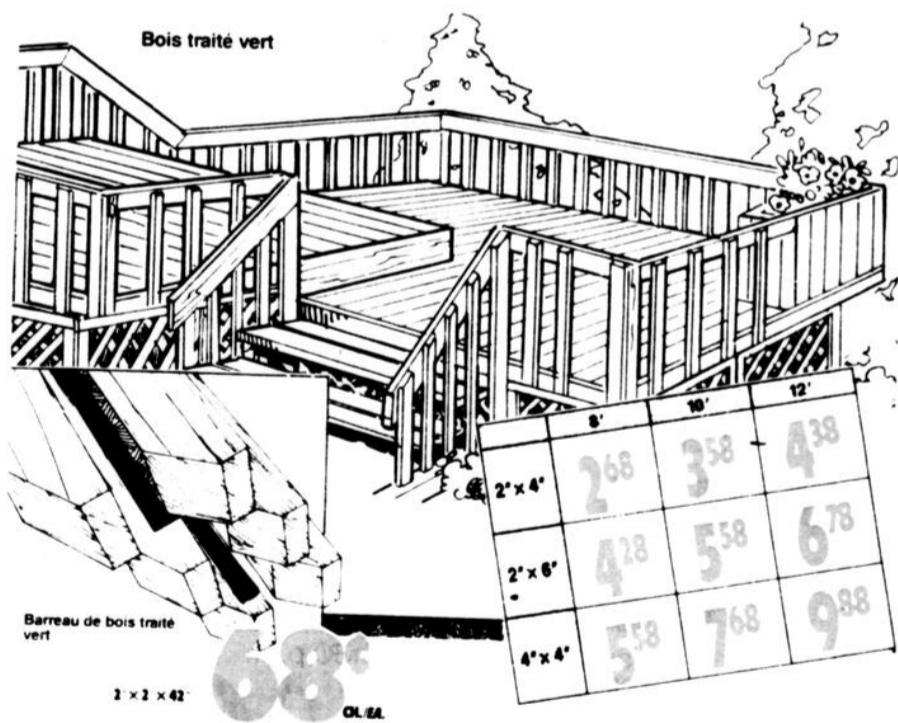 Bois traité vert
8' 10' 12'
2" x 4" 2 68 3 58 4 38
2" x 6" 4 28 5 58 6 78
4" x 4" 5 58 7 68 9 88
Barreau de bois traité
vert
2 x 2 x 42
68¢
CH./EA.